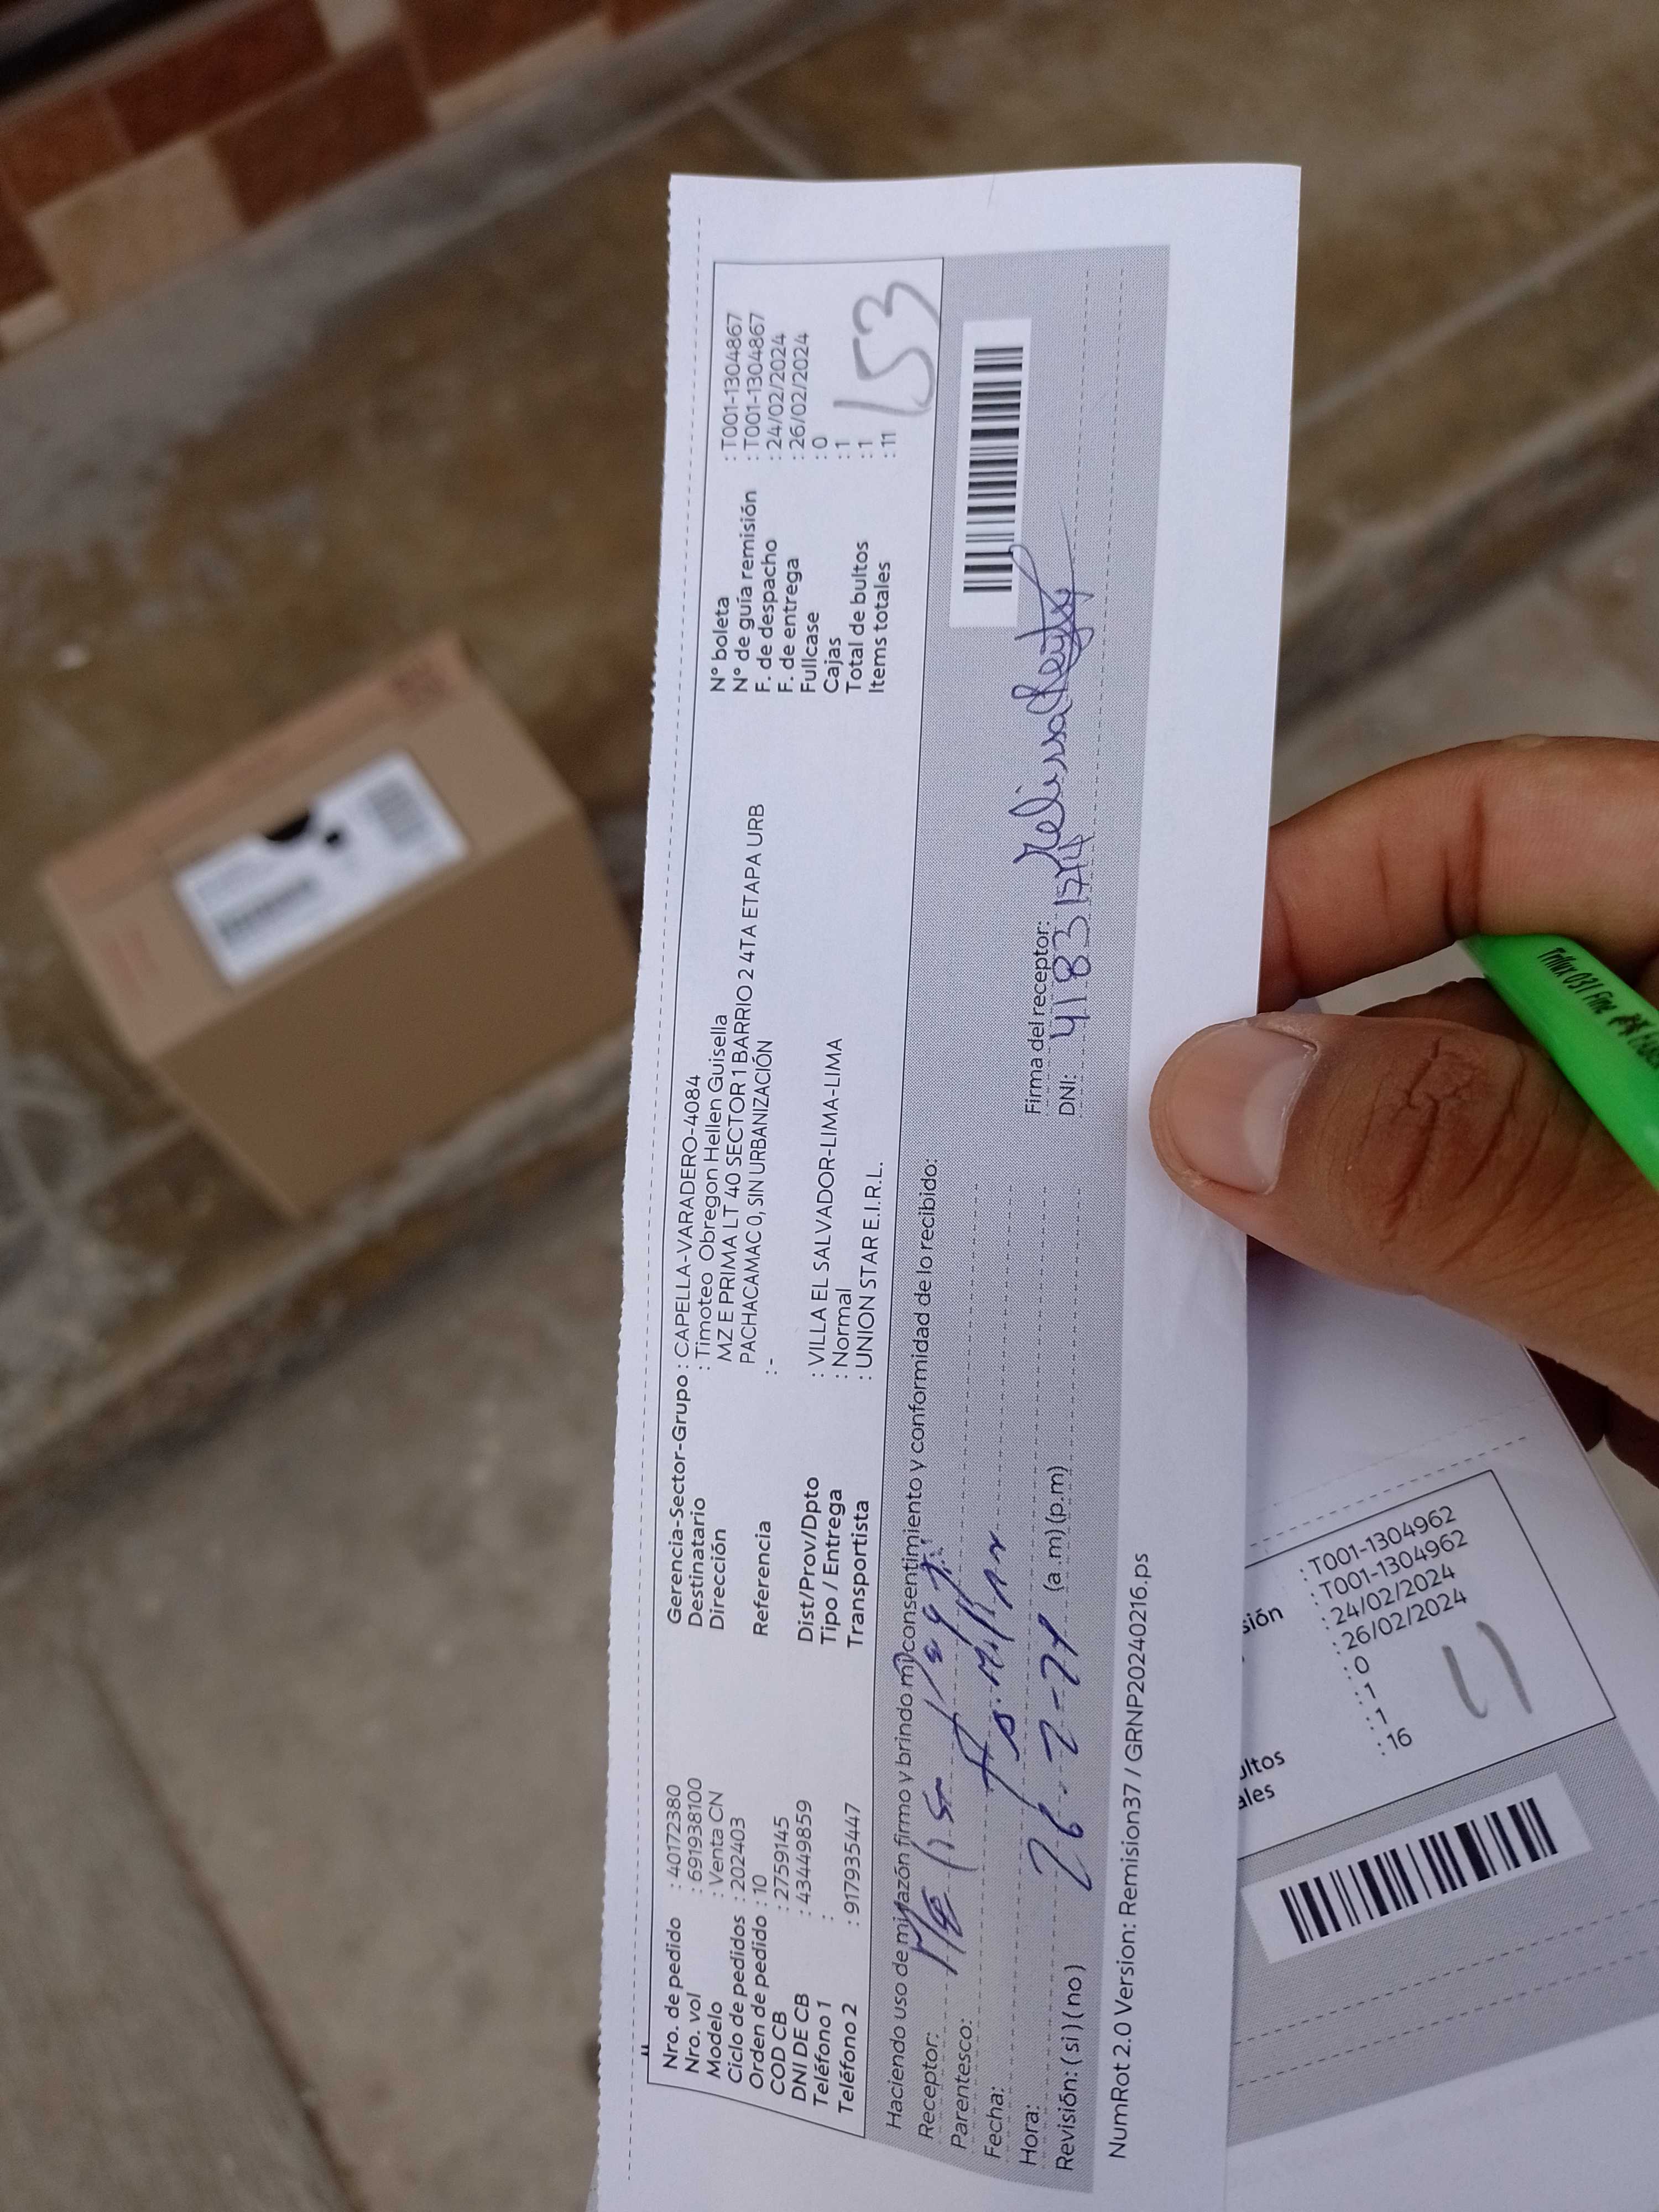 Nro. de pedido : 40172380
Nro. vol : 691938100
Modelo : Venta CN
Ciclo de pedidos : 202403
Orden de pedido : 10
COD CB : 2759145
DNI DE CB : 43449859
Teléfono 1 :
Teléfono 2 : 917935447
Gerencia-Sector-Grupo : CAPELLA-VARADERO-4084
Destinatario : Timoteo Obregon Hellen Guisella
Dirección MZ E PRIMA LT 40 SECTOR 1 BARRIO 2 4TA ETAPA URB
PACHACAMAC 0, SIN URBANIZACIÓN
Referencia : -
Dist/Prov/Dpto : VILLA EL SALVADOR-LIMA-LIMA
Tipo / Entrega : Normal
Transportista : UNION STAR E.I.R.L.
N° boleta : T001-1304867
N° de guía remisión : T001-1304867
F. de despacho : 24/02/2024
F. de entrega : 26/02/2024
Fullcase : 0
Cajas : 1
Total de bultos : 1
Items totales : 11
153
Haciendo uso de mi razón firmo y brindo mi consentimiento y conformidad de lo recibido:
Receptor:
Parentesco:
Fecha:
Hora: (a .m) (p.m)
Revisión: ( si ) ( no )
Firma del receptor:
DNI:
NumRot 2.0 Version: Remision37 / GRNP20240216.ps
sión
: T001-1304962
: T001-1304962
: 24/02/2024
: 26/02/2024
: 0
: 1
ultos : 1
ales : 16
Trilux 031 Fine